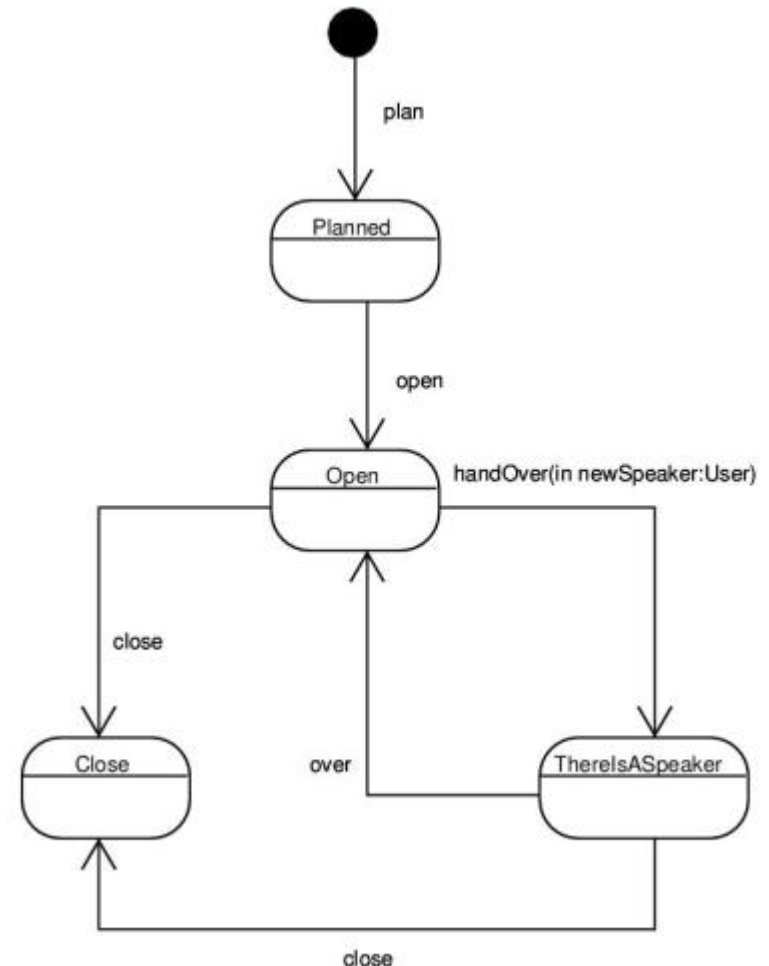 plan
Planned
open
Open
handOver(in newSpeaker:User)
close
Close
over
ThereIsASpeaker
close